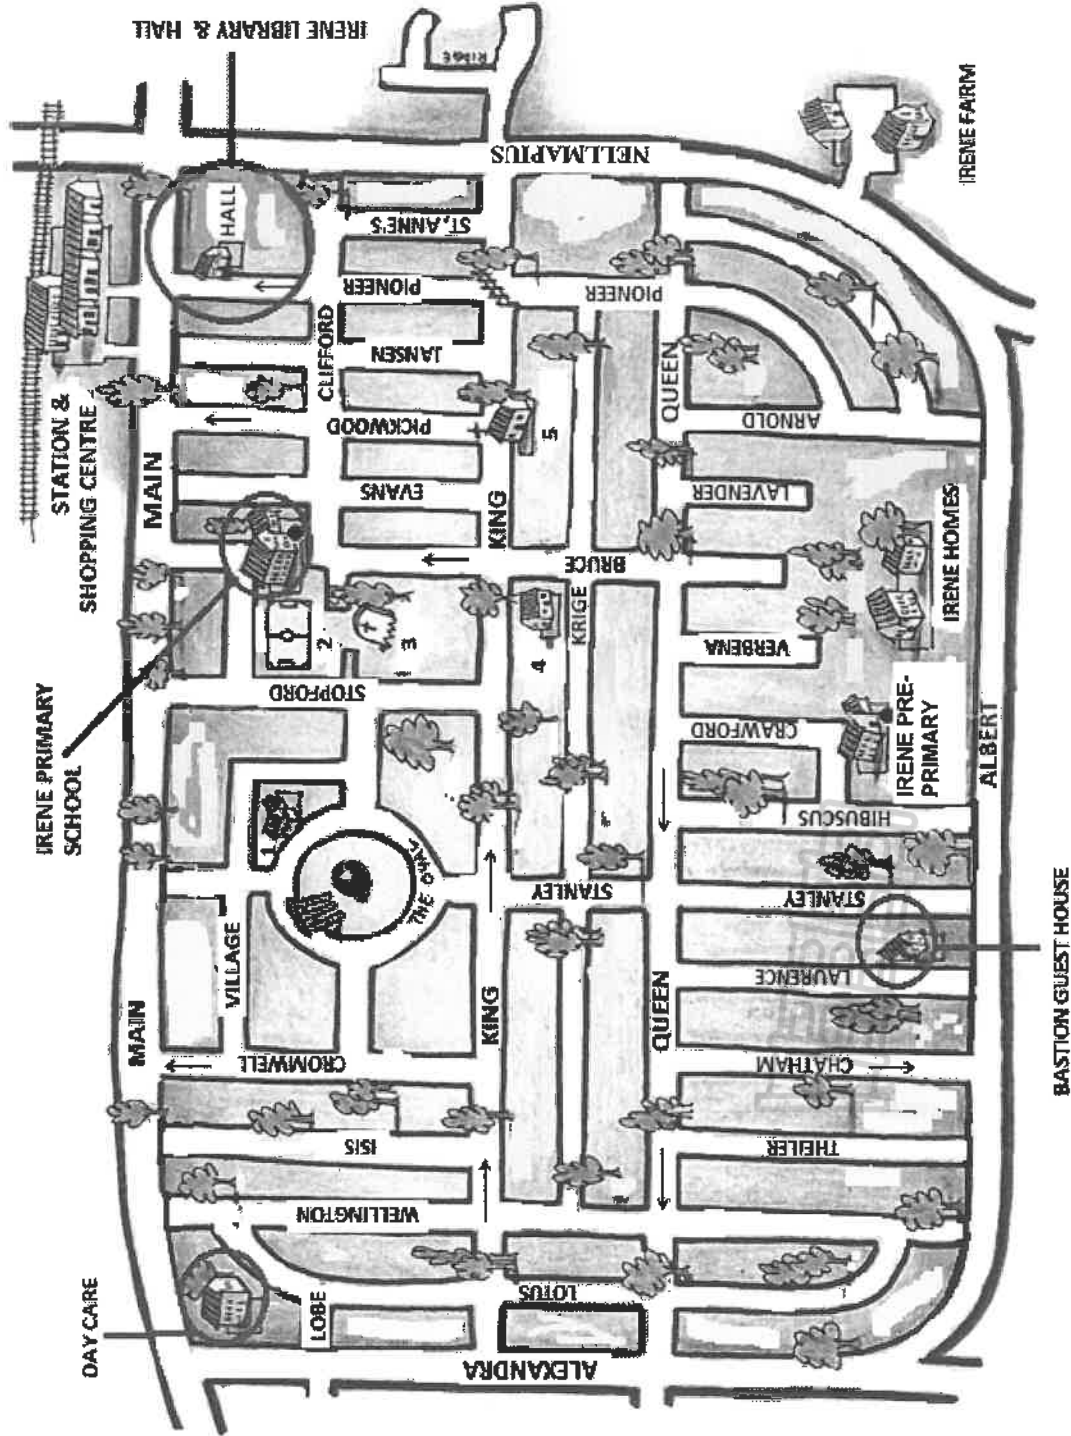 IRENE LIBRARY & HALL
STATION &
SHOPPING CENTRE
IRENE PRIMARY
SCHOOL
DAY CARE
HALL
MAIN
MAIN
RIDGE
NELLMAPIUS
IRENE FARM
ST, ANNE'S
PIONEER
PIONEER
CLIFFORD
JANSEN
PICKWOOD
EVANS
KING
KING
BRUCE
KRIGE
STOPFORD
1
2
3
4
5
THE OVAL
VILLAGE
CROMWELL
ISIS
WELLINGTON
LOBE
LOTUS
ALEXANDRA
QUEEN
QUEEN
ARNOLD
LAVENDER
VERBENA
CRAWFORD
HIBUSCUS
STANLEY
STANLEY
LAURENCE
CHATHAM
THEILER
IRENE HOMES
IRENE PRE-
PRIMARY
ALBERT
BASTION GUEST HOUSE